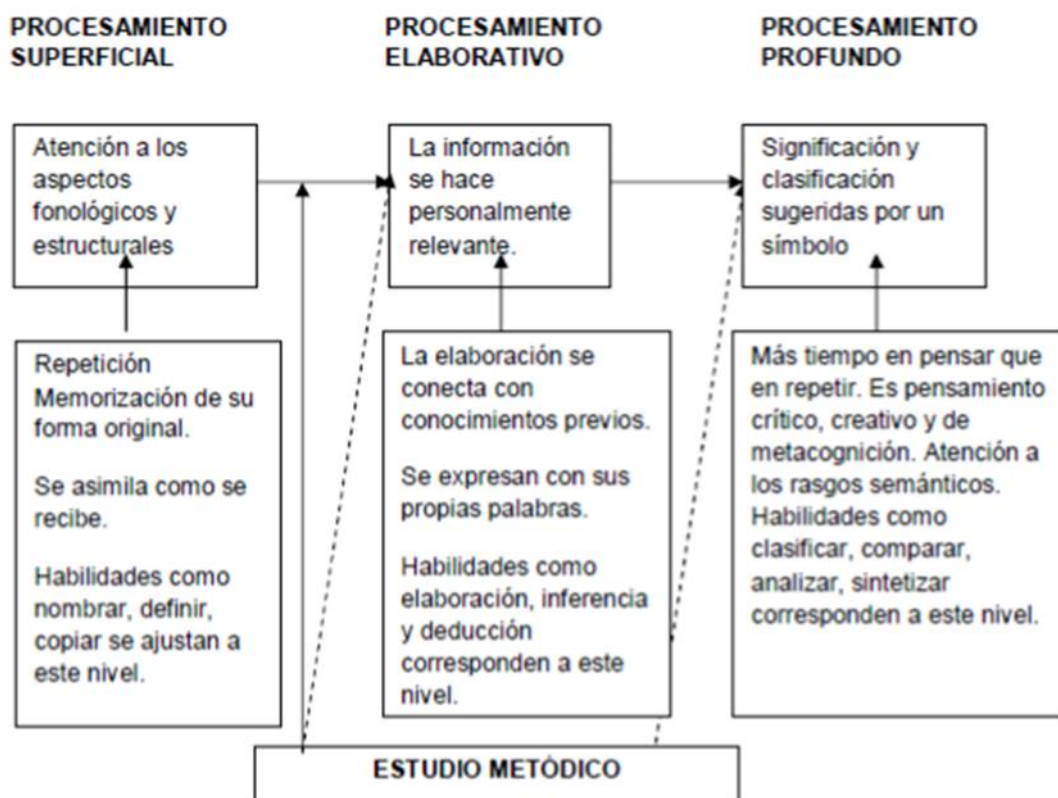 PROCESAMIENTO
SUPERFICIAL
PROCESAMIENTO
ELABORATIVO
PROCESAMIENTO
PROFUNDO
Atención a los
aspectos
fonológicos y
estructurales
La información
se hace
personalmente
relevante.
Significación y
clasificación
sugeridas por un
símbolo
Repetición
Memorización de su
forma original.
Se asimila como se
recibe.
Habilidades como
nombrar, definir,
copiar se ajustan a
este nivel.
La elaboración se
conecta con
conocimientos previos.
Se expresan con sus
propias palabras.
Habilidades como
elaboración, inferencia
y deducción
corresponden a este
nivel.
Más tiempo en pensar que
en repetir. Es pensamiento
crítico, creativo y de
metacognición. Atención a
los rasgos semánticos.
Habilidades como
clasificar, comparar,
analizar, sintetizar
corresponden a este nivel.
ESTUDIO METÓDICO